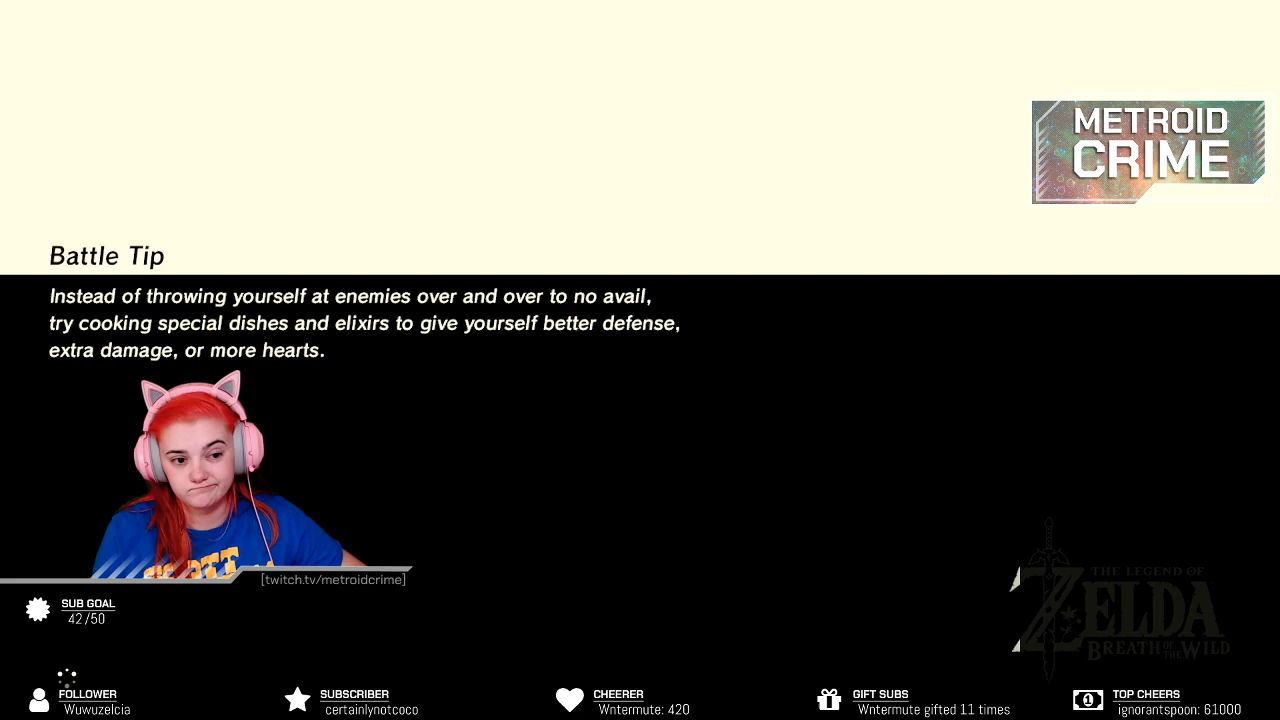 METROID
CRIME
Battle Tip
Instead of throwing yourself at enemies over and over to no avail,
try cooking special dishes and elixirs to give yourself better defense,
extra damage, or more hearts.
[twitch.tv/metroidcrime]
SUB GOAL
42/50
THE LEGEND OF
ZELDA
BREATH OF THE WILD
FOLLOWER
Wuwuzelcia
SUBSCRIBER
certainlynotcoco
CHEERER
Wntermute: 420
GIFT SUBS
Wntermute gifted 11 times
TOP CHEERS
ignorantspoon: 61000